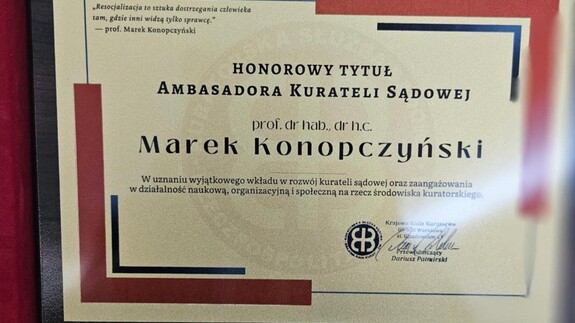 „Resocjalizacja to sztuka dostrzegania człowieka
tam, gdzie inni widzą tylko sprawcę."
— prof. Marek Konopczyński
HONOROWY TYTUŁ
AMBASADORA KURATELI SĄDOWEJ
prof. dr hab., dr h.c.
Marek Konopczyński
W uznaniu wyjątkowego wkładu w rozwój kurateli sądowej oraz zaangażowania
w działalność naukową, organizacyjną i społeczną na rzecz środowiska kuratorskiego.
Krajowa Rada Kuratorów
Przewodniczący
Dariusz Palmirski